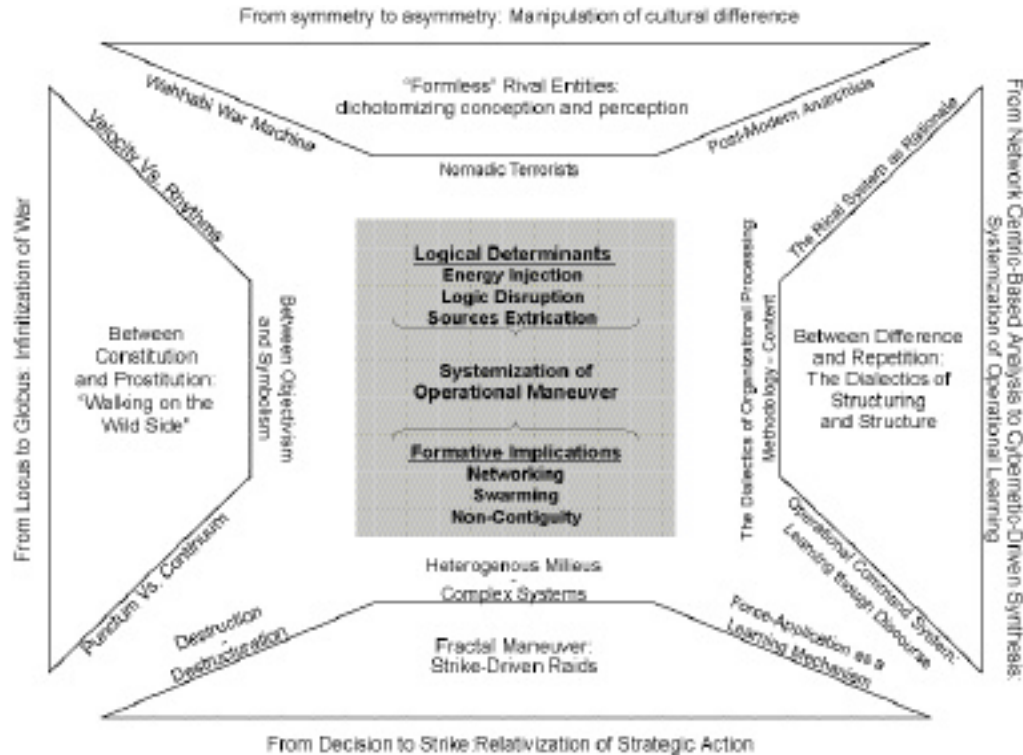 From symmetry to asymmetry: Manipulation of cultural difference
"Formless" Rival Entities:
dichotomizing conception and perception
Wahhabi War Machine
Post-Modern Anarchias
Nomadic Terrorists
From Locus to Globus: Infinitization of War
Velocity Vs. Rhythms
Between
Constitution
and Prostitution:
"Walking on the
Wild Side"
Between Objectivism
and Symbolism
Punctum Vs. Continuum
Logical Determinants
Energy Injection
Logic Disruption
Sources Extrication
Systemization of
Operational Maneuver
Formative Implications
Networking
Swarming
Non-Contiguity
The Dialectics of Organizational Processing
Methodology – Content
The Rical System as Rationale
Between Difference
and Repetition:
The Dialectics of
Structuring
and Structure
Operational Command System:
Learning though Discourse
From Network Centric-Based Analysis to Cybernetic-Driven Synthesis:
Systemization of Operational Learning
Heterogenous Milieus
-
Complex Systems
Destruction
-
Destructuration
Fractal Maneuver:
Strike-Driven Raids
Force-Application as a
Learning Mechanism
From Decision to Strike:Relativization of Strategic Action